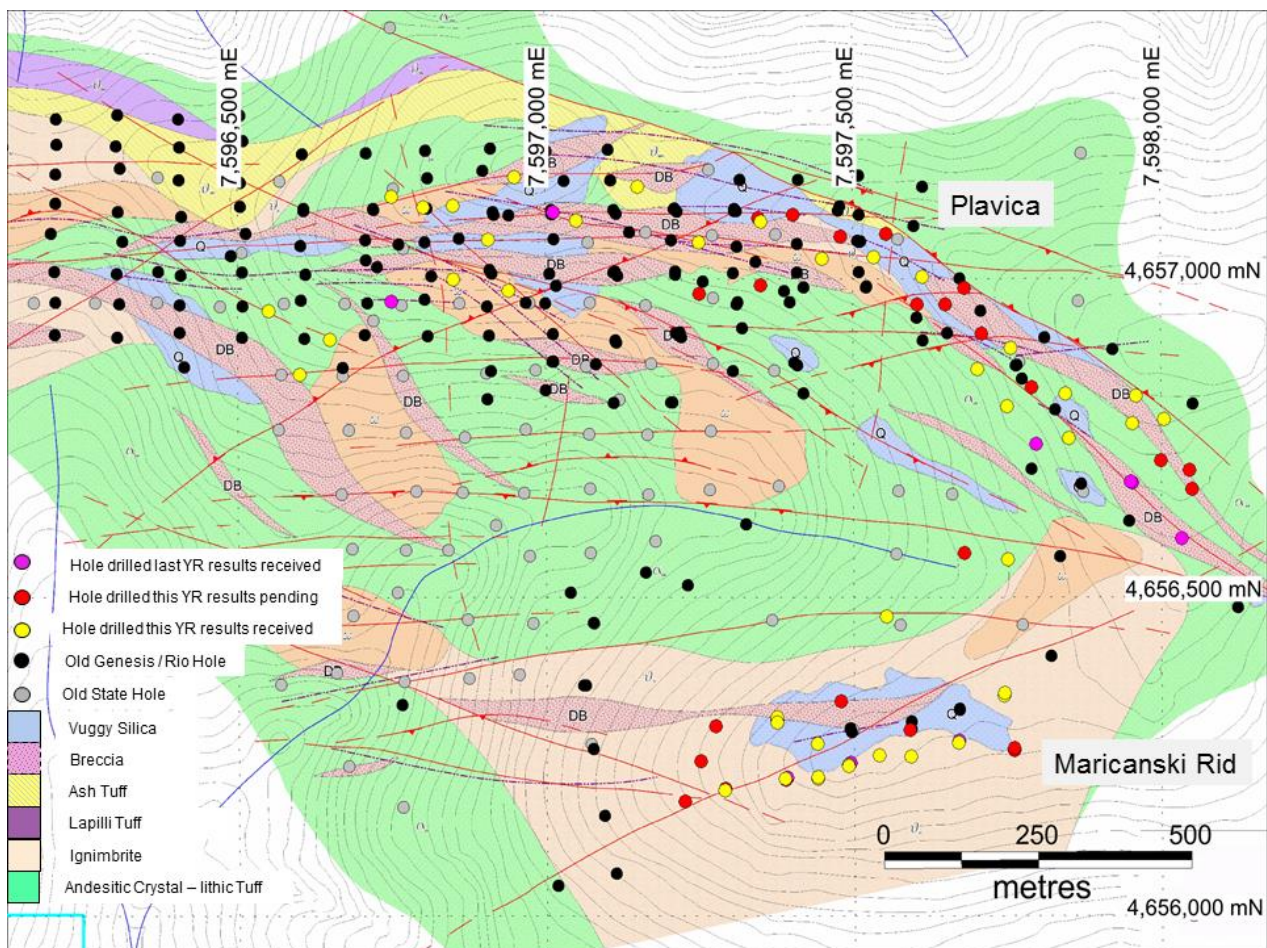 7,596,500 mE
7,597,000 mE
7,597,500 mE
7,598,000 mE
Plavica
DB
DB
Q
Q
DB
Q
DB
Q
4,657,000 mN
DB
Q
DB
DB
DB
DB
Q
Q
DB
DB
4,656,500 mN
Hole drilled last YR results received
Hole drilled this YR results pending
Hole drilled this YR results received
Old Genesis / Rio Hole
Old State Hole
Vuggy Silica
Breccia
Ash Tuff
Lapilli Tuff
Ignimbrite
Andesitic Crystal – lithic Tuff
DB
Q
Maricanski Rid
0 250 500
metres
4,656,000 mN